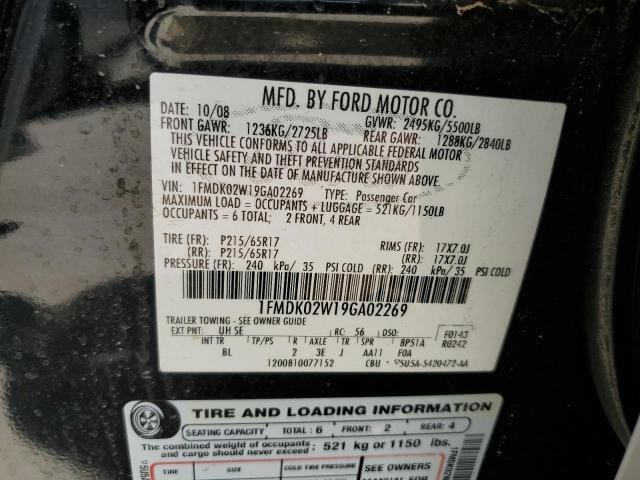 MFD. BY FORD MOTOR CO.
DATE: 10/08 GVWR: 2495KG/5500LB
FRONT GAWR: 1236KG/2725LB REAR GAWR: 1288KG/2840LB
THIS VEHICLE CONFORMS TO ALL APPLICABLE FEDERAL MOTOR
VEHICLE SAFETY AND THEFT PREVENTION STANDARDS
IN EFFECT ON THE DATE OF MANUFACTURE SHOWN ABOVE.
VIN: 1FMDK02W19GA02269 TYPE: Passenger Car
MAXIMUM LOAD = OCCUPANTS + LUGGAGE = 521KG/1150LB
OCCUPANTS = 6 TOTAL; 2 FRONT, 4 REAR
TIRE (FR): P215/65R17 RIMS (FR): 17X7.0J
(RR): P215/65R17 (RR): 17X7.0J
PRESSURE (FR): 240 kPa/ 35 PSI COLD (RR): 240 kPa/ 35 PSI COLD
1FMDK02W19GA02269
TRAILER TOWING - SEE OWNER GUIDE
EXT PNT: UH SE RC: 56 DSO: F0143
INT TR TP/PS R AXLE TR SPR BPS1A R0242
BL 2 3E J AA11 F0A
1200810077152 CBU ▽5U5A-5420472-AA
TIRE AND LOADING INFORMATION
SEATING CAPACITY TOTAL: 6 FRONT: 2 REAR: 4
The combined weight of occupants and cargo should never exceed: 521 kg or 1150 lbs.
TIRE SIZE COLD TIRE PRESSURE SEE OWNERS
MANUAL FOR